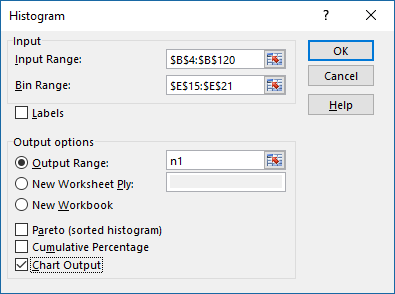 Histogram
?
Input
Input Range:
$B$4:$B$120
Bin Range:
$E$15:$E$21
Labels
OK
Cancel
Help
Output options
Output Range:
n1
New Worksheet Ply:
New Workbook
Pareto (sorted histogram)
Cumulative Percentage
Chart Output